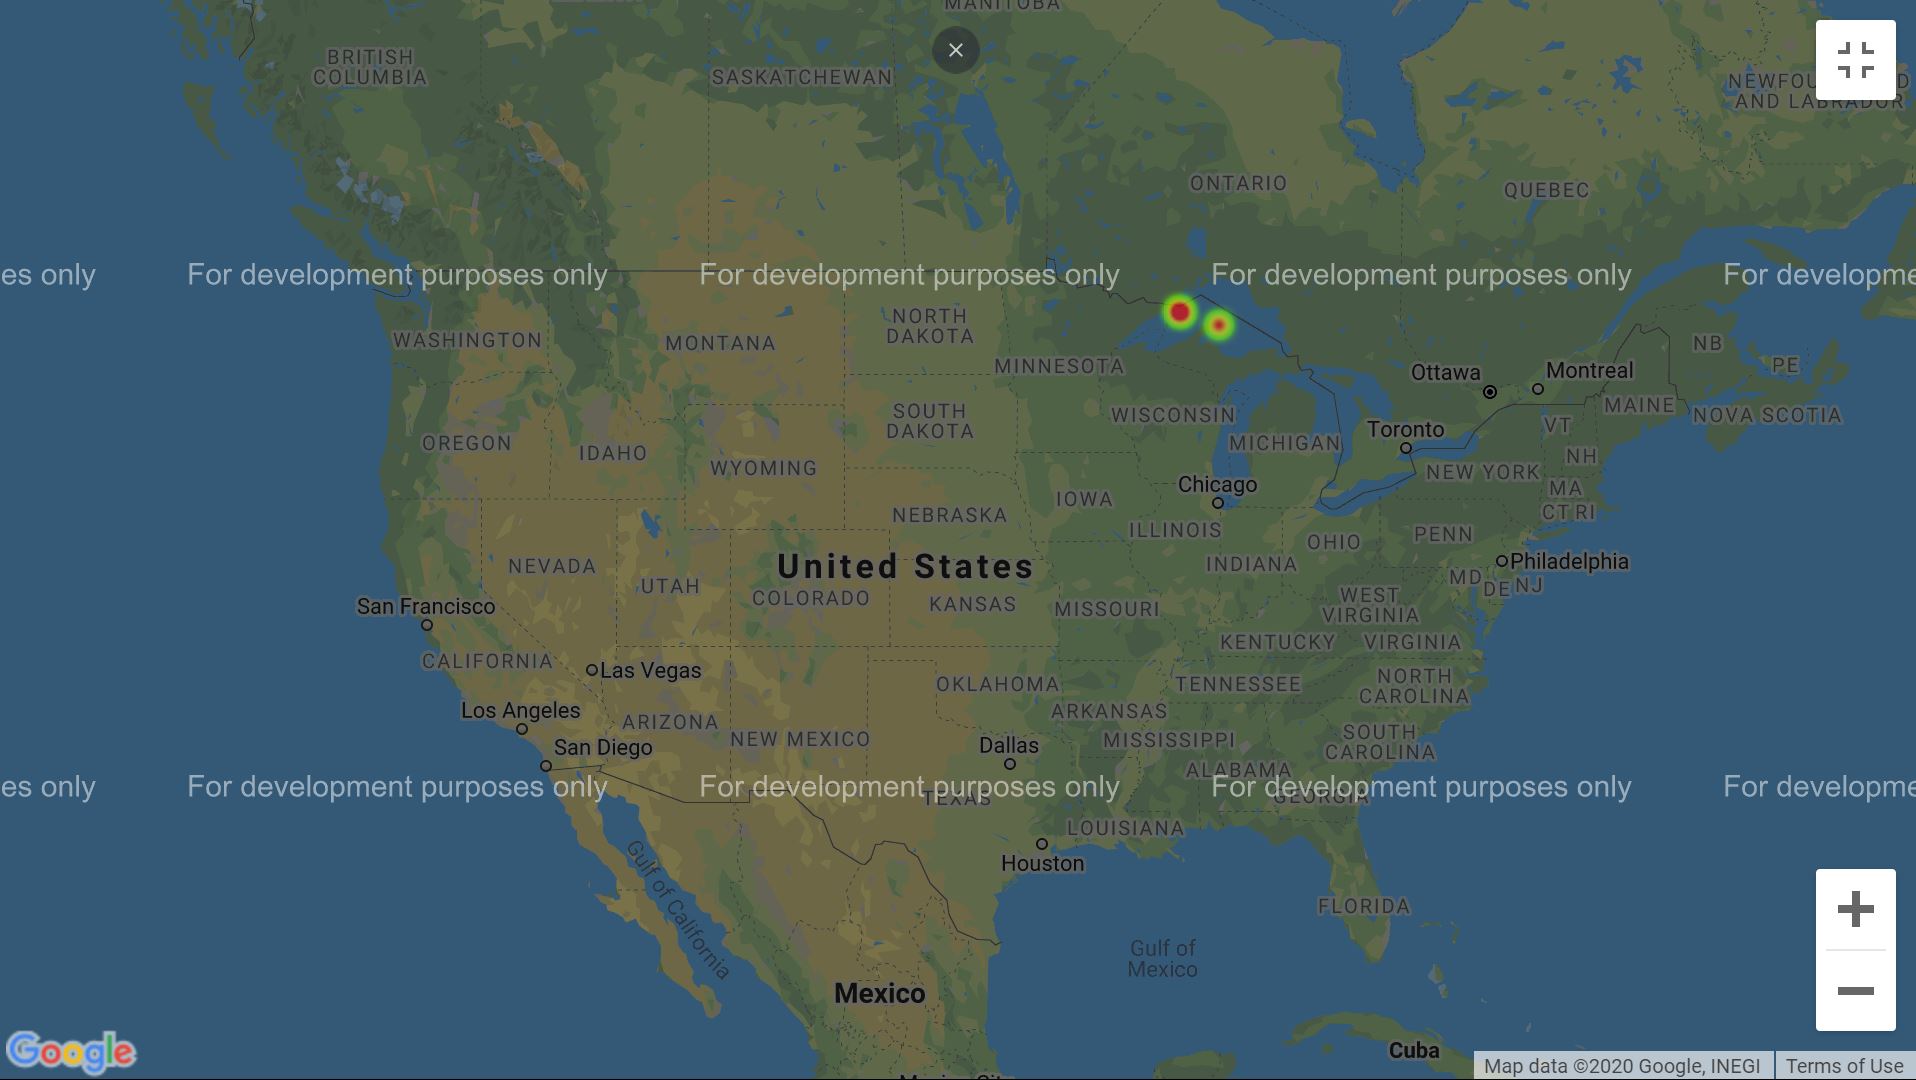 MANITOBA
BRITISH
COLUMBIA
SASKATCHEWAN
AND LABRADOR
ONTARIO
QUEBEC
es only
For development purposes only
For development purposes only
For development purposes only
For developme
WASHINGTON
MONTANA
NORTH
DAKOTA
MINNESOTA
NB
PE
Ottawa
Montreal
SOUTH
DAKOTA
WISCONSIN
MAINE
NOVA SCOTIA
OREGON
IDAHO
WYOMING
MICHIGAN
Toronto
VT
NH
NEW YORK
Chicago
MA
CT RI
IOWA
NEBRASKA
ILLINOIS
OHIO
PENN
NEVADA
United States
INDIANA
Philadelphia
UTAH
COLORADO
KANSAS
MISSOURI
WEST
VIRGINIA
MD
DE
NJ
San Francisco
KENTUCKY
VIRGINIA
CALIFORNIA
Las Vegas
OKLAHOMA
TENNESSEE
NORTH
CAROLINA
Los Angeles
ARIZONA
NEW MEXICO
ARKANSAS
MISSISSIPPI
SOUTH
CAROLINA
San Diego
Dallas
ALABAMA
es only
For development purposes only
For development purposes only
For development purposes only
For developme
TEXAS
GEORGIA
LOUISIANA
Houston
Gulf of California
FLORIDA
Gulf of
Mexico
Mexico
Google
Cuba
Map data ©2020 Google, INEGI
Terms of Use